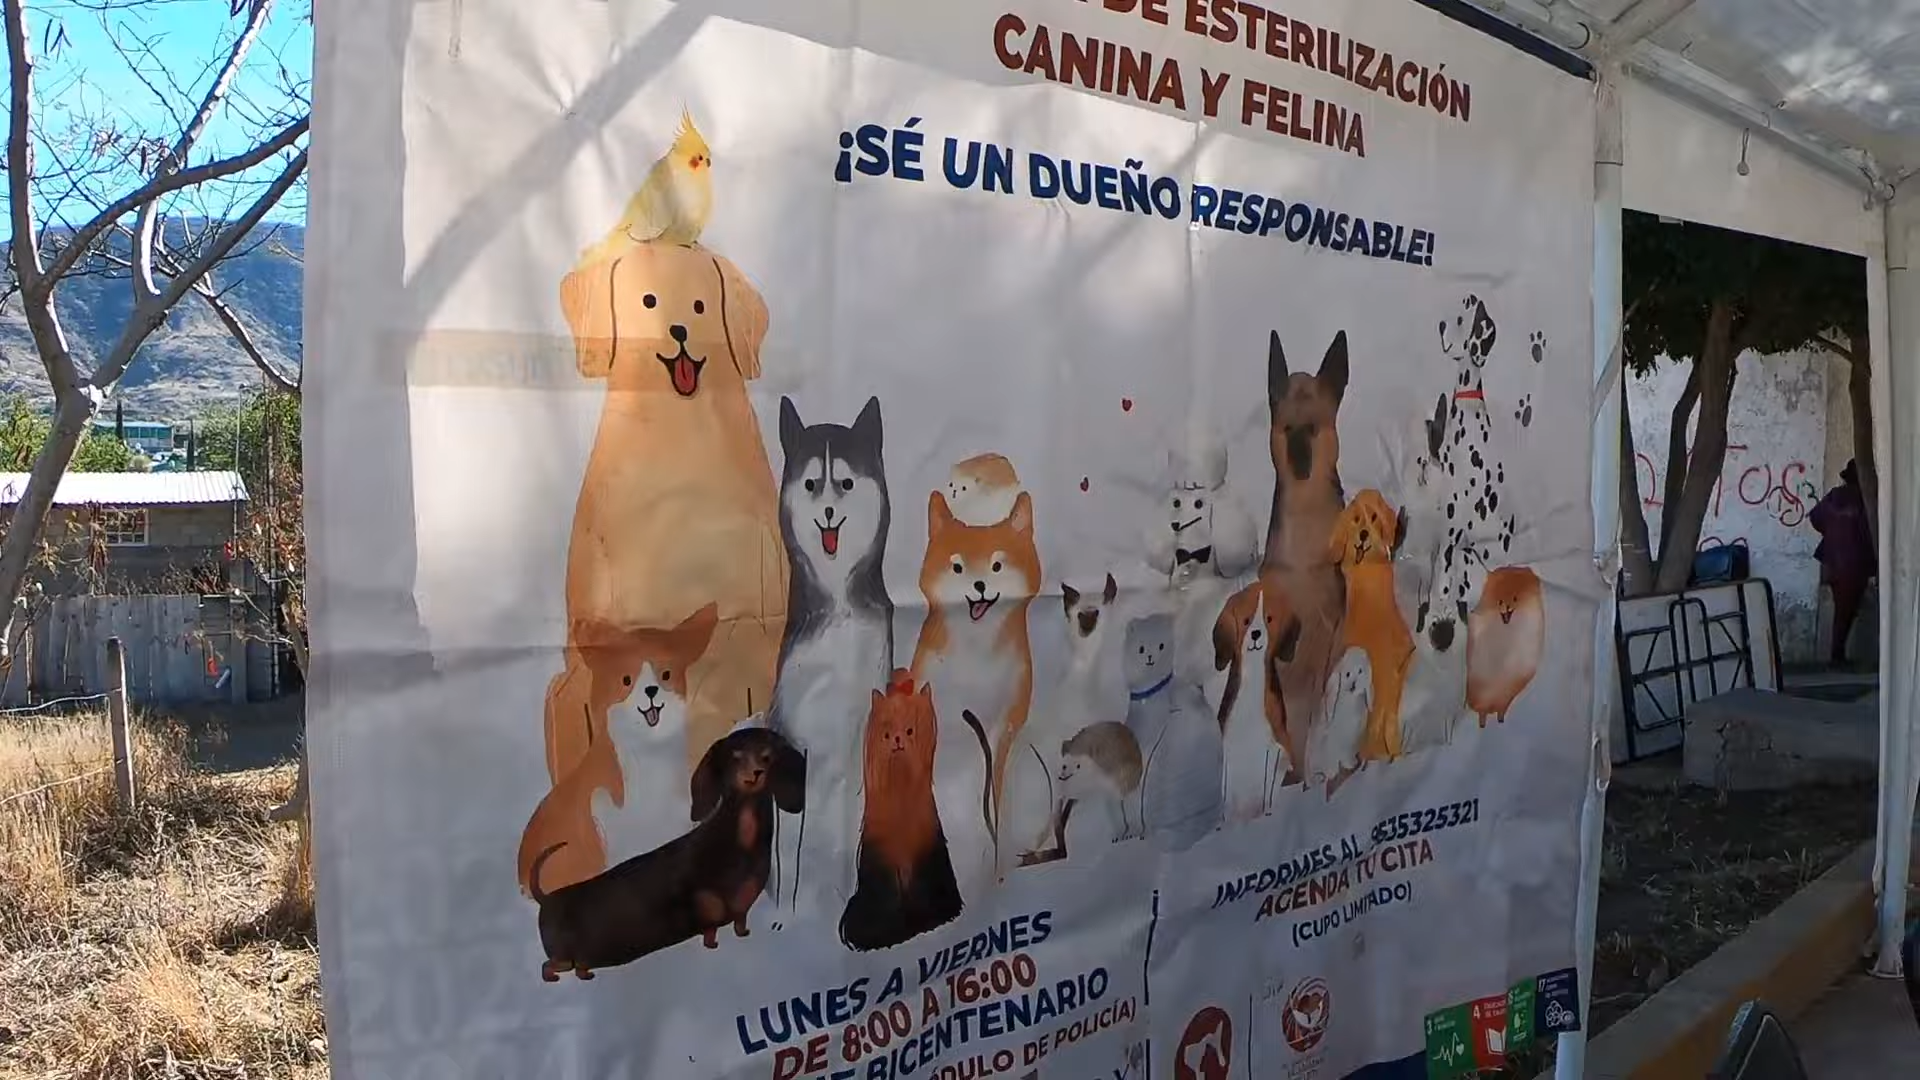 DE ESTERILIZACIÓN
CANINA Y FELINA
¡SÉ UN DUEÑO RESPONSABLE!
INFORMES AL 9535325321
AGENDA TU CITA
(CUPO LIMITADO)
LUNES A VIERNES
DE 8:00 A 16:00
BICENTENARIO
DE POLICÍA)